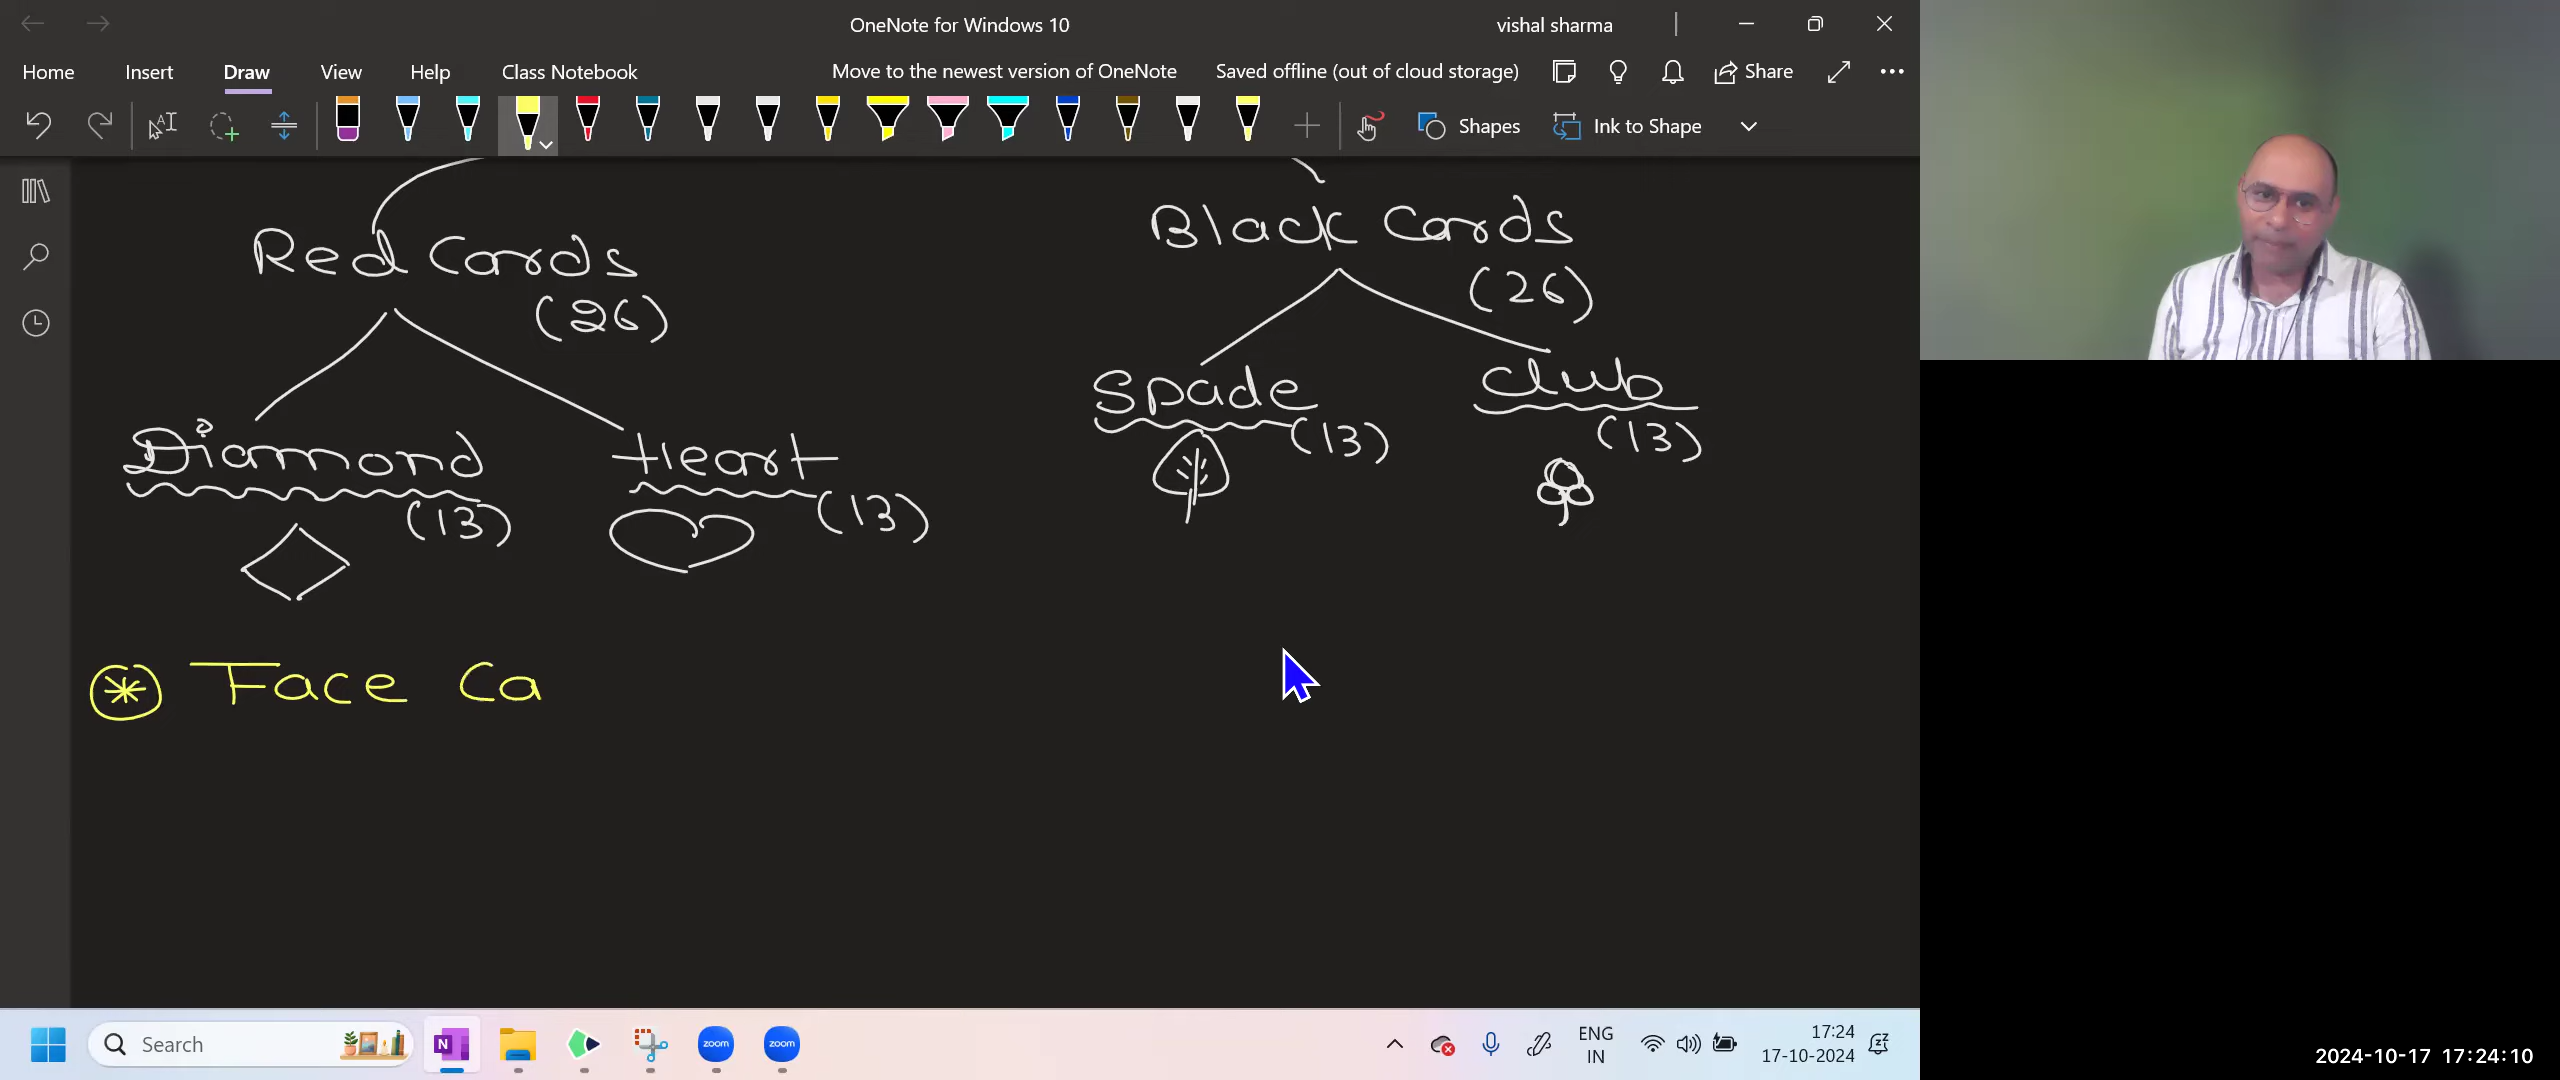 OneNote for Windows 10
vishal sharma
Home Insert Draw View Help Class Notebook
Move to the newest version of OneNote Saved offline (out of cloud storage) Share
Shapes Ink to Shape
Red Cards
(26)
Black Cards
(26)
Diamond
(13)
Heart
(13)
Spade
(13)
Club
(13)
Face Ca
Search
N
zoom
zoom
ENG
IN
17:24
17-10-2024
2024-10-17 17:24:10